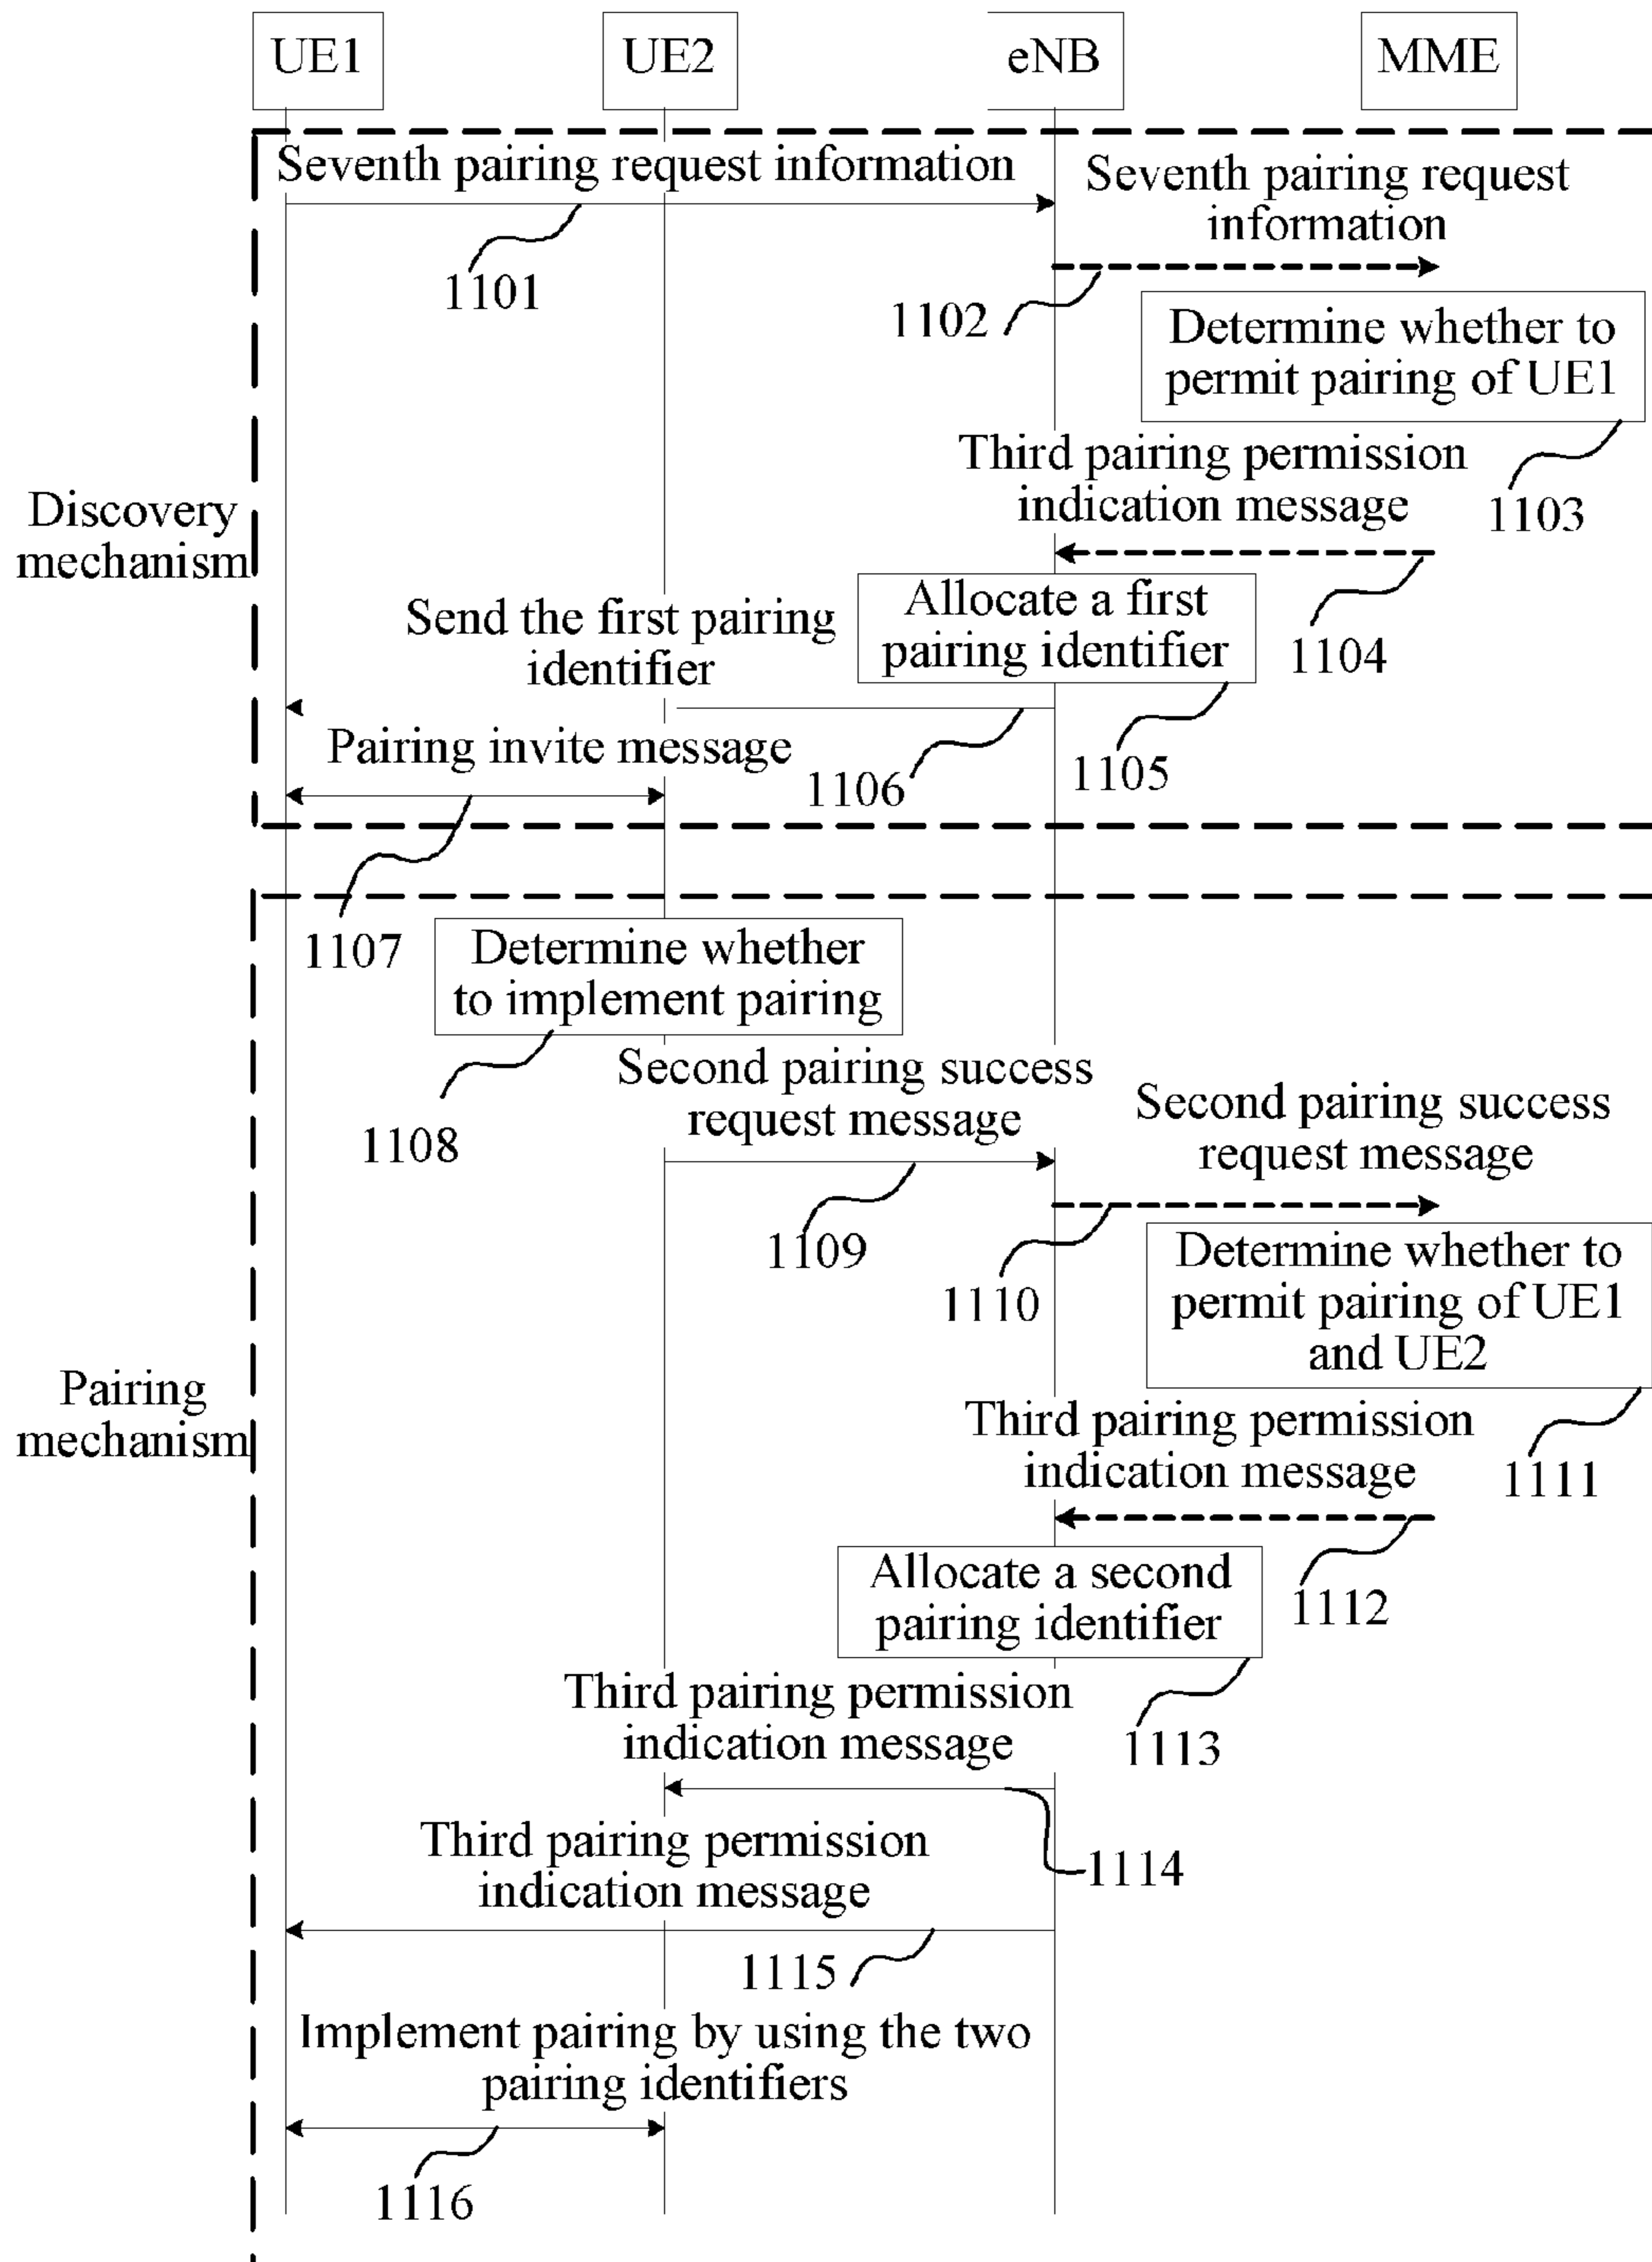 UE1
UE2
eNB
MME
Seventh pairing request information
Seventh pairing request
information
1101
1102
Determine whether to
permit pairing of UE1
1103
Third pairing permission
indication message
1104
Discovery
mechanism
Allocate a first
pairing identifier
1105
Send the first pairing
identifier
1106
Pairing invite message
1107
Determine whether
to implement pairing
1108
Second pairing success
request message
1109
Second pairing success
request message
1110
Determine whether to
permit pairing of UE1
and UE2
1111
Pairing
mechanism
Third pairing permission
indication message
1112
Allocate a second
pairing identifier
1113
Third pairing permission
indication message
1114
Third pairing permission
indication message
1115
Implement pairing by using the two
pairing identifiers
1116